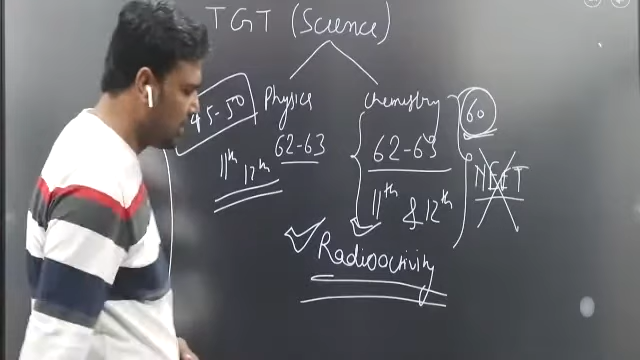 TGT (Science)
45-50
Physics
Chemistry
60
62-63
62-63
11th 12th
11th & 12th
NEET
Radioactivity